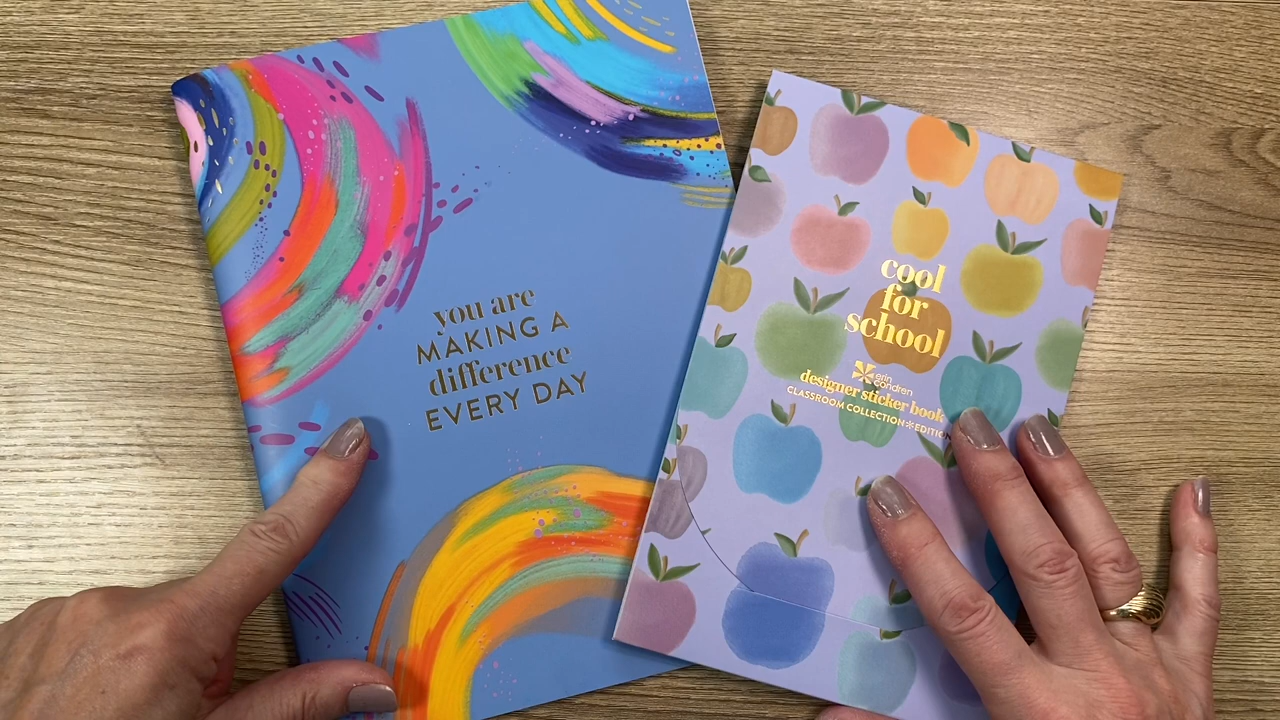 you are
MAKING A
difference
EVERY DAY
cool
for
school
erin
condren
designer sticker book
CLASSROOM COLLECTION*EDITION